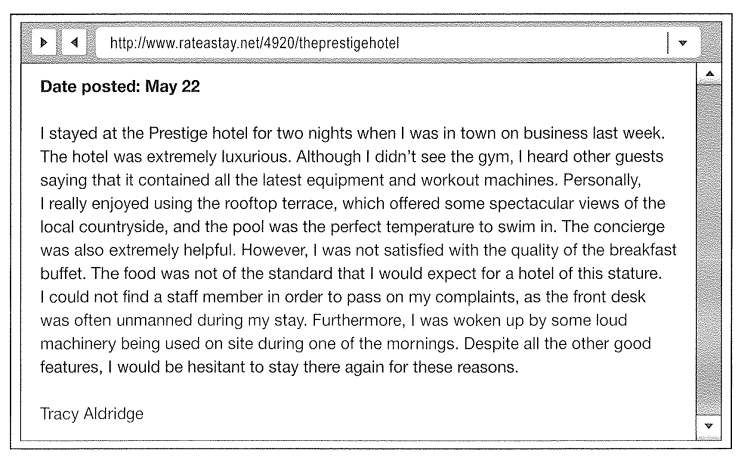 http://www.rateastay.net/4920/theprestigehotel
Date posted: May 22
I stayed at the Prestige hotel for two nights when I was in town on business last week.
The hotel was extremely luxurious. Although I didn't see the gym, I heard other guests
saying that it contained all the latest equipment and workout machines. Personally,
I really enjoyed using the rooftop terrace, which offered some spectacular views of the
local countryside, and the pool was the perfect temperature to swim in. The concierge
was also extremely helpful. However, I was not satisfied with the quality of the breakfast
buffet. The food was not of the standard that I would expect for a hotel of this stature.
I could not find a staff member in order to pass on my complaints, as the front desk
was often unmanned during my stay. Furthermore, I was woken up by some loud
machinery being used on site during one of the mornings. Despite all the other good
features, I would be hesitant to stay there again for these reasons.
Tracy Aldridge